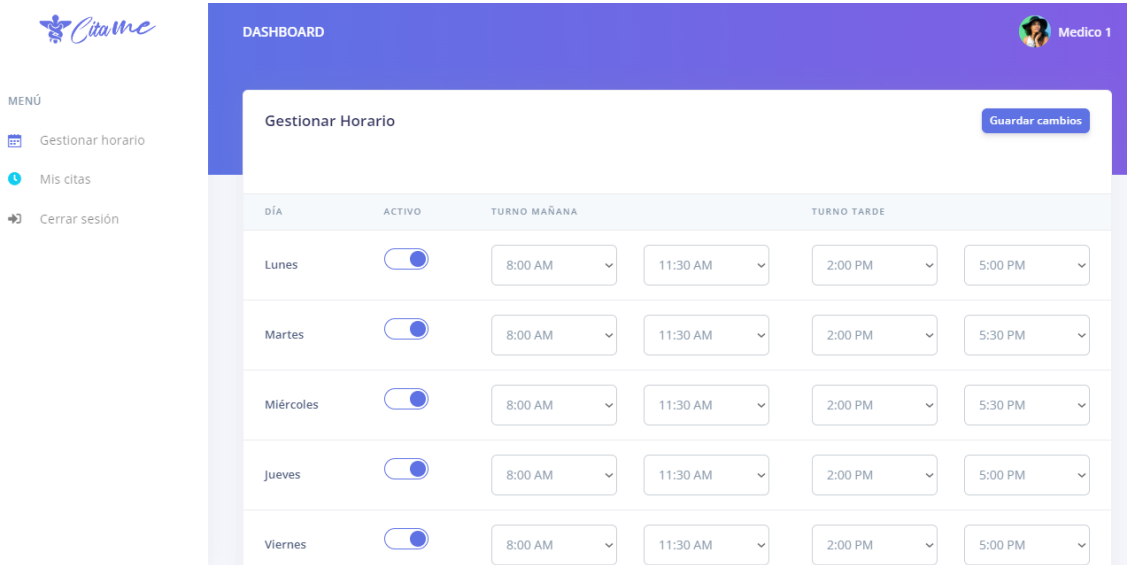 CitaMe
DASHBOARD
Medico 1
MENÚ
Gestionar horario
Mis citas
Cerrar sesión
Gestionar Horario
Guardar cambios
DÍA ACTIVO TURNO MAÑANA TURNO TARDE
Lunes 8:00 AM 11:30 AM 2:00 PM 5:00 PM
Martes 8:00 AM 11:30 AM 2:00 PM 5:30 PM
Miércoles 8:00 AM 11:30 AM 2:00 PM 5:30 PM
Jueves 8:00 AM 11:30 AM 2:00 PM 5:00 PM
Viernes 8:00 AM 11:30 AM 2:00 PM 5:00 PM